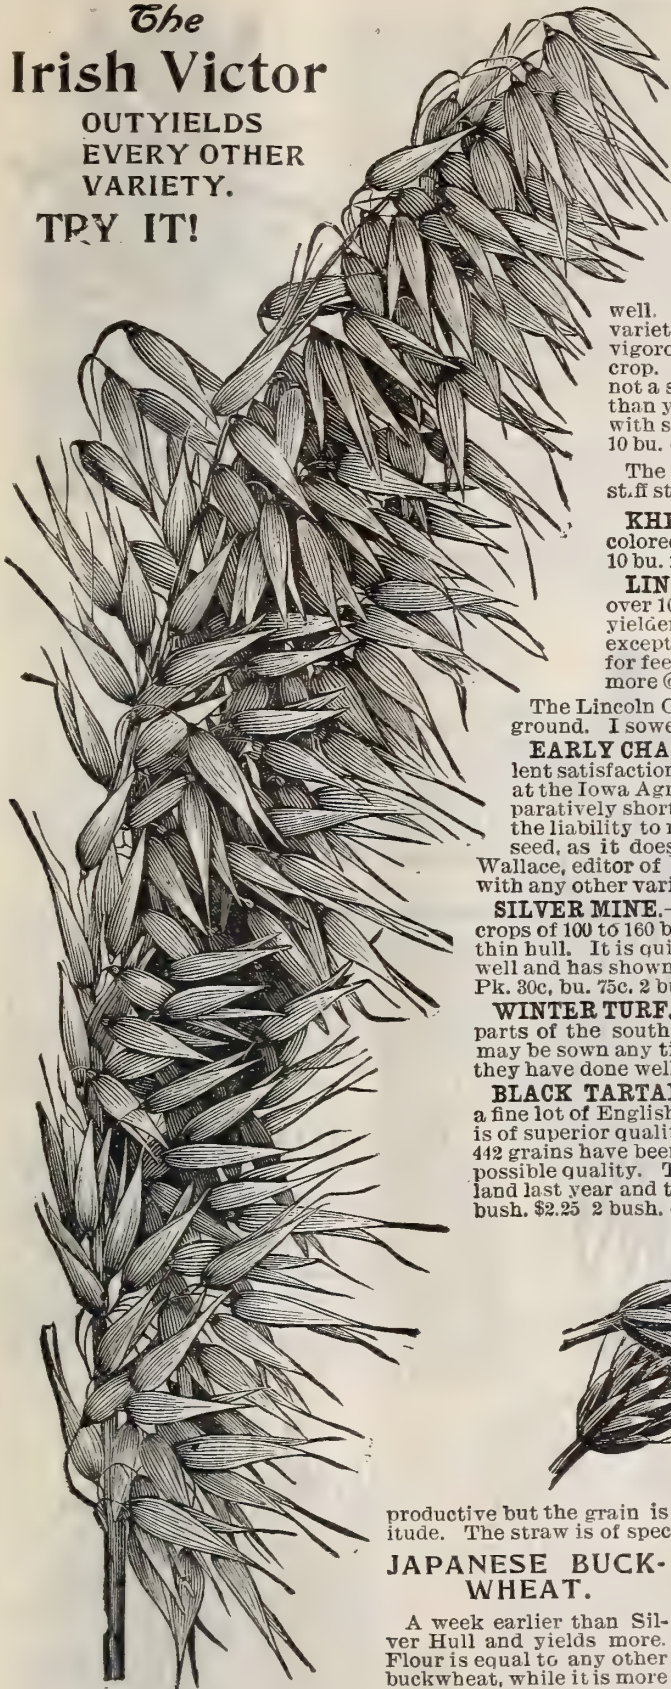 The
Irish Victor
OUTYIELDS
EVERY OTHER
VARIETY.
TRY IT!
well.
variet
vigoro
crop.
not a s
than y
with s
10 bu.
The
st.ff st
KHE
colored
10 bu.
LIN
over 10
yielder
except
for fee
more @
The Lincoln O
ground. I sowe
EARLY CHA
lent satisfaction
at the Iowa Agr
paratively short
the liability to
seed, as it does
Wallace, editor of
with any other vari
SILVER MINE.-
crops of 100 to 160 b
thin hull. It is qui
well and has shown
Pk. 30c, bu. 75c. 2 bu
WINTER TURF.
parts of the south
may be sown any ti
they have done well
BLACK TARTA
a fine lot of English
is of superior qualit
442 grains have been
possible quality. T
land last year and t
bush. $2.25 2 bush.
productive but the grain is
itude. The straw is of spec
JAPANESE BUCK-
WHEAT.
A week earlier than Sil-
ver Hull and yields more.
Flour is equal to any other
buckwheat, while it is more